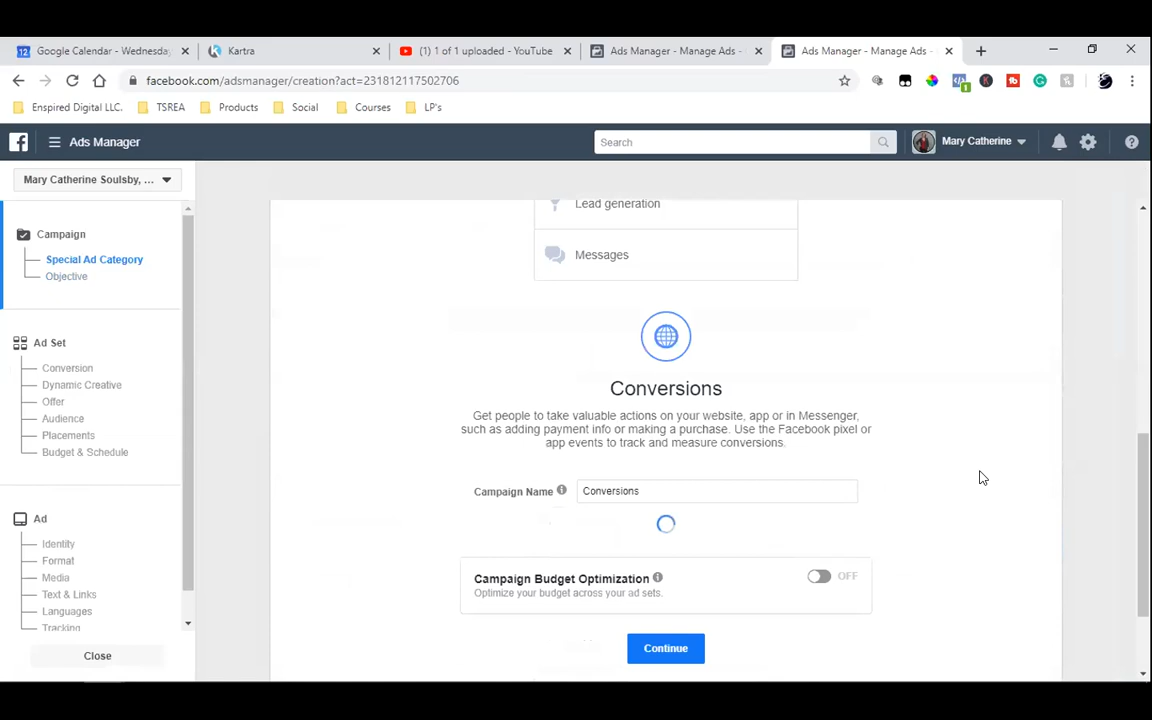 Google Calendar - Wednesday
Kartra
(1) 1 of 1 uploaded - YouTube
Ads Manager - Manage Ads -
Ads Manager - Manage Ads -
facebook.com/adsmanager/creation?act=231812117502706
Enspired Digital LLC.
TSREA
Products
Social
Courses
LP's
Ads Manager
Search
Mary Catherine
Mary Catherine Soulsby, ...
Campaign
Special Ad Category
Objective
Ad Set
Conversion
Dynamic Creative
Offer
Audience
Placements
Budget & Schedule
Ad
Identity
Format
Media
Text & Links
Languages
Tracking
Close
Lead generation
Messages
Conversions
Get people to take valuable actions on your website, app or in Messenger,
such as adding payment info or making a purchase. Use the Facebook pixel or
app events to track and measure conversions.
Campaign Name
Conversions
Campaign Budget Optimization
OFF
Optimize your budget across your ad sets.
Continue